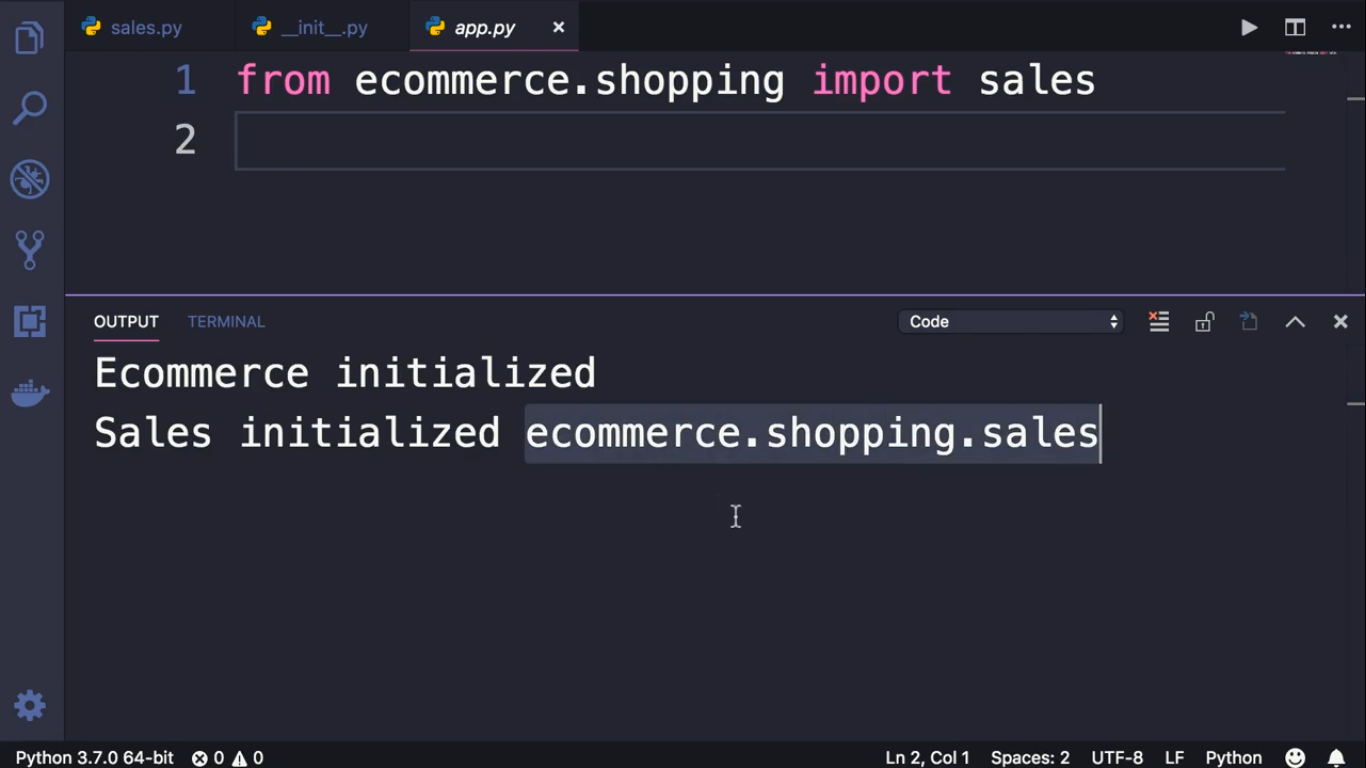 sales.py __init__.py app.py
1 from ecommerce.shopping import sales
2
OUTPUT TERMINAL Code
Ecommerce initialized
Sales initialized ecommerce.shopping.sales
Python 3.7.0 64-bit 0 0 Ln 2, Col 1 Spaces: 2 UTF-8 LF Python